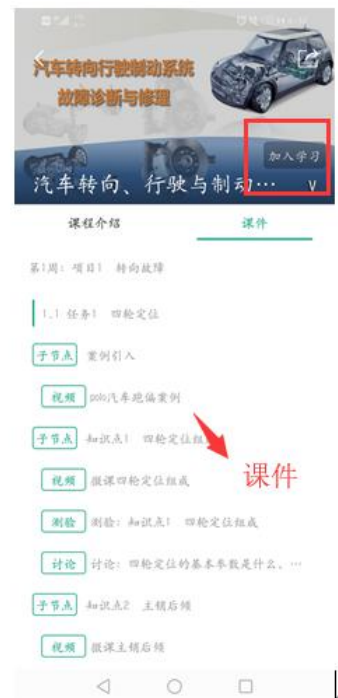 汽车转向行驶制动系统
故障诊断与修理
加入学习
汽车转向、行驶与制动…
课程介绍 课件
第1周：项目1 转向故障
1.1 任务1 四轮定位
子节点 案例引入
视频 polo汽车跑偏案例
子节点 知识点1 四轮定位组
视频 微课四轮定位组成
课件
测验 测验：知识点1 四轮定位组成
讨论 讨论：四轮定位的基本参数是什么，…
子节点 知识点2 主销后倾
视频 微课主销后倾